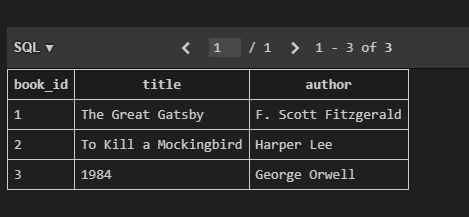 SQL ▼ < 1 / 1 > 1 - 3 of 3
book_id title author
1 The Great Gatsby F. Scott Fitzgerald
2 To Kill a Mockingbird Harper Lee
3 1984 George Orwell